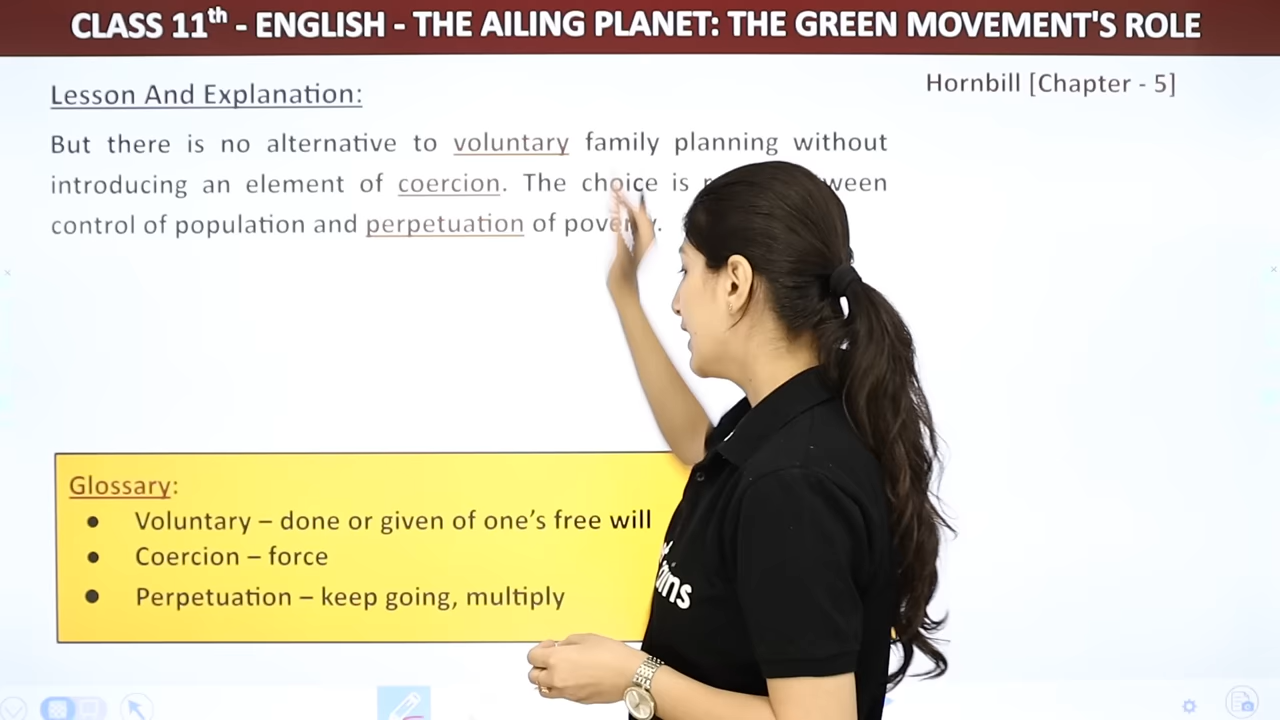 CLASS 11th - ENGLISH - THE AILING PLANET: THE GREEN MOVEMENT'S ROLE
Hornbill [Chapter - 5]
Lesson And Explanation:
But there is no alternative to voluntary family planning without
introducing an element of coercion. The choice is
control of population and perpetuation of
Glossary:
● Voluntary – done or given of one's free will
● Coercion – force
● Perpetuation – keep going, multiply